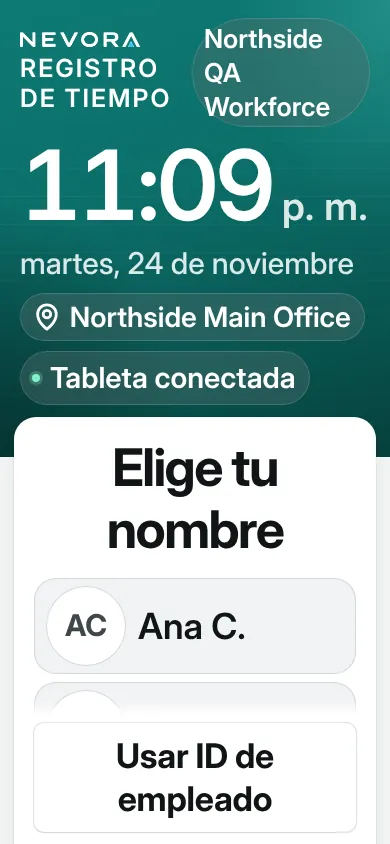 NEVORA
REGISTRO
DE TIEMPO
Northside
QA
Workforce
11:09 p. m.
martes, 24 de noviembre
Northside Main Office
Tableta conectada
Elige tu
nombre
AC Ana C.
Usar ID de
empleado